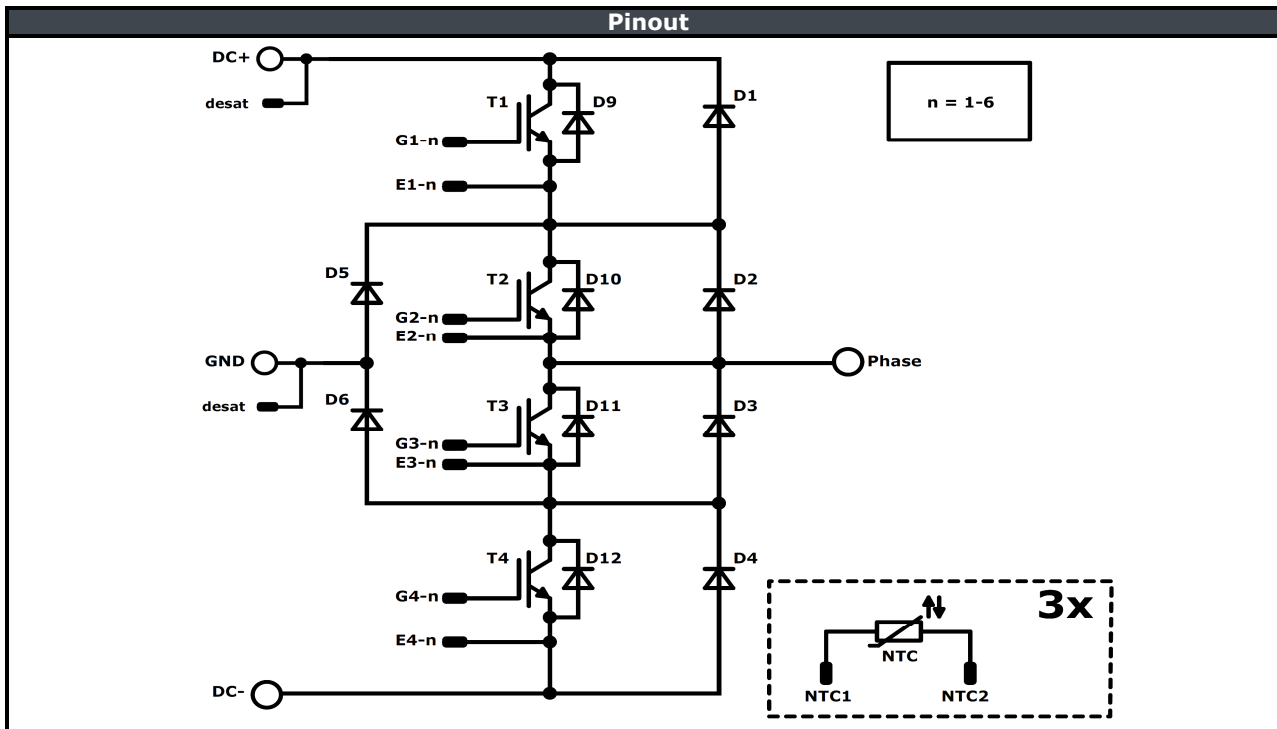 Pinout
DC+
desat
T1
D9
D1
n = 1-6
G1-n
E1-n
D5
T2
D10
D2
G2-n
E2-n
GND
Phase
desat
D6
T3
D11
D3
G3-n
E3-n
T4
D12
D4
G4-n
E4-n
3x
NTC
NTC1
NTC2
DC-